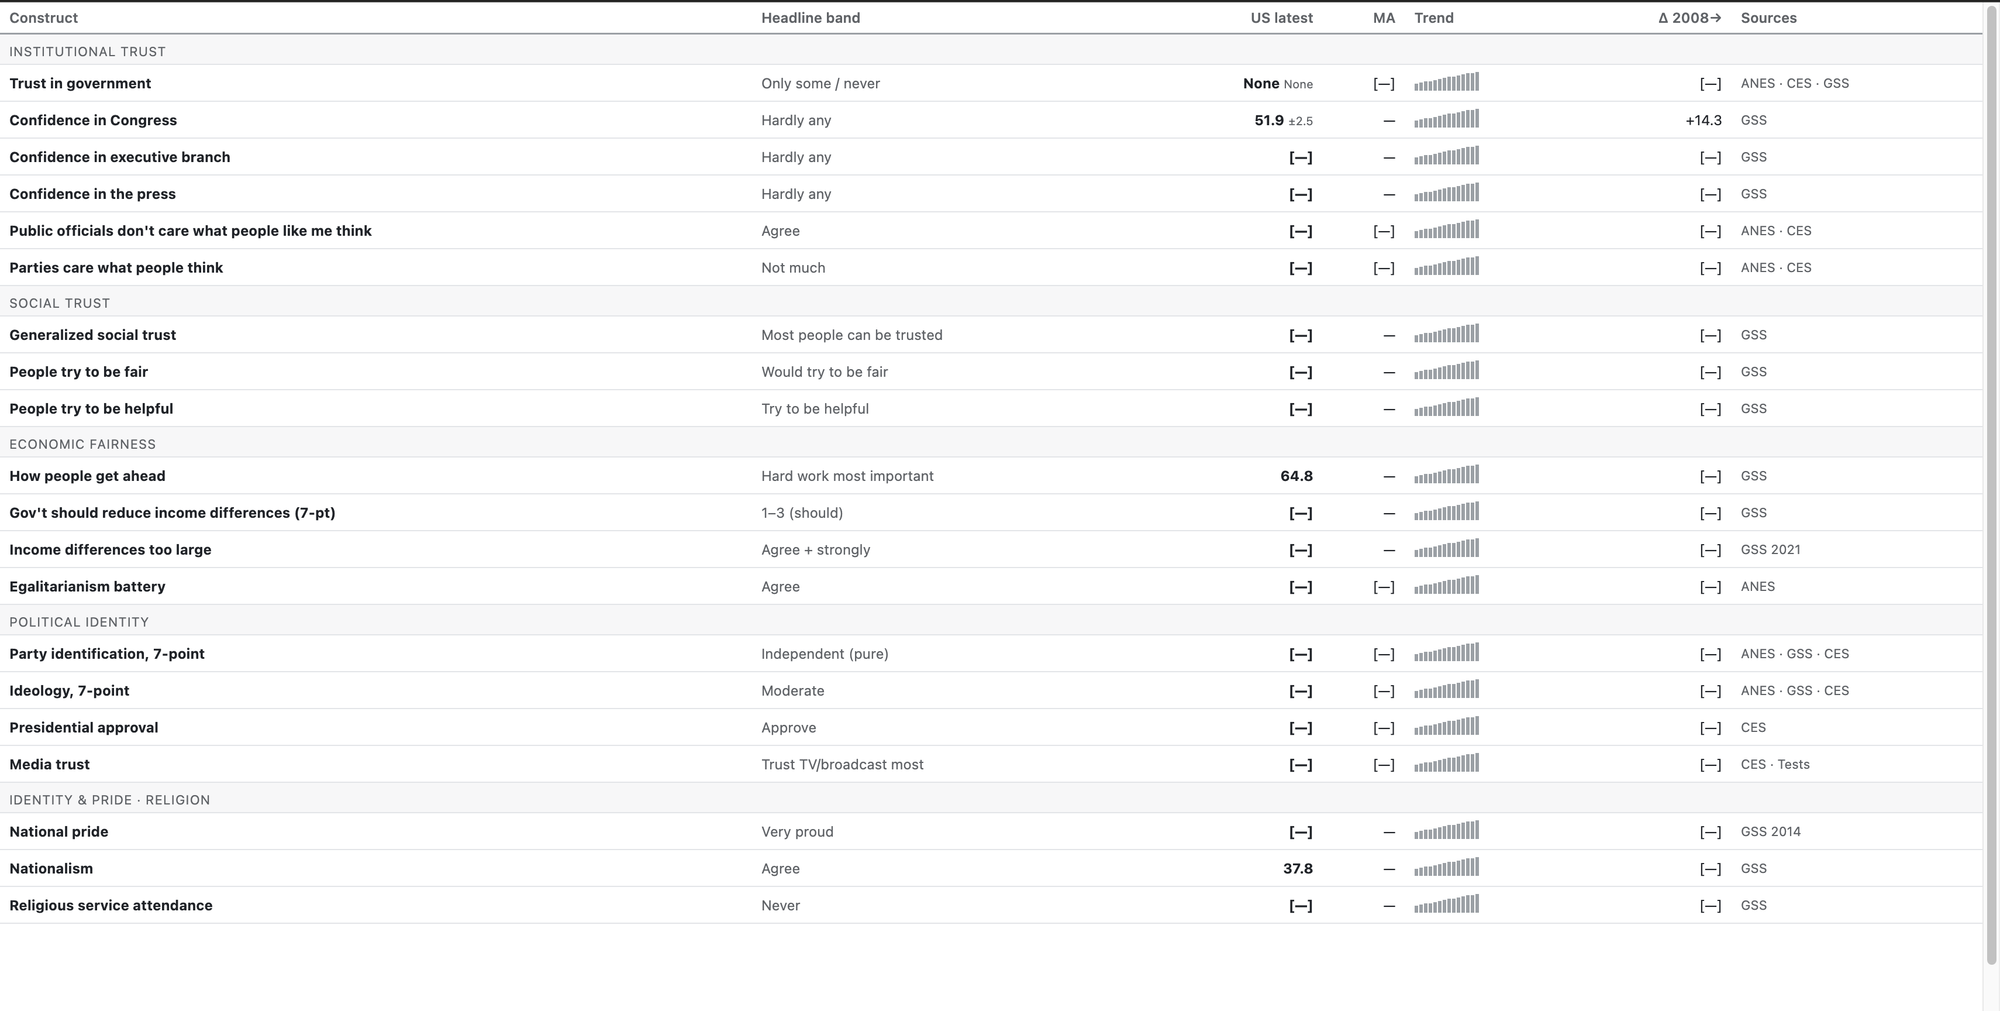 Construct Headline band US latest MA Trend Δ 2008→ Sources
INSTITUTIONAL TRUST
Trust in government Only some / never None None [—] [—] ANES · CES · GSS
Confidence in Congress Hardly any 51.9 ±2.5 — +14.3 GSS
Confidence in executive branch Hardly any [—] — [—] GSS
Confidence in the press Hardly any [—] — [—] GSS
Public officials don't care what people like me think Agree [—] [—] [—] ANES · CES
Parties care what people think Not much [—] [—] [—] ANES · CES
SOCIAL TRUST
Generalized social trust Most people can be trusted [—] — [—] GSS
People try to be fair Would try to be fair [—] — [—] GSS
People try to be helpful Try to be helpful [—] — [—] GSS
ECONOMIC FAIRNESS
How people get ahead Hard work most important 64.8 — [—] GSS
Gov't should reduce income differences (7-pt) 1–3 (should) [—] — [—] GSS
Income differences too large Agree + strongly [—] — [—] GSS 2021
Egalitarianism battery Agree [—] [—] [—] ANES
POLITICAL IDENTITY
Party identification, 7-point Independent (pure) [—] [—] [—] ANES · GSS · CES
Ideology, 7-point Moderate [—] [—] [—] ANES · GSS · CES
Presidential approval Approve [—] [—] [—] CES
Media trust Trust TV/broadcast most [—] [—] [—] CES · Tests
IDENTITY & PRIDE · RELIGION
National pride Very proud [—] — [—] GSS 2014
Nationalism Agree 37.8 — [—] GSS
Religious service attendance Never [—] — [—] GSS